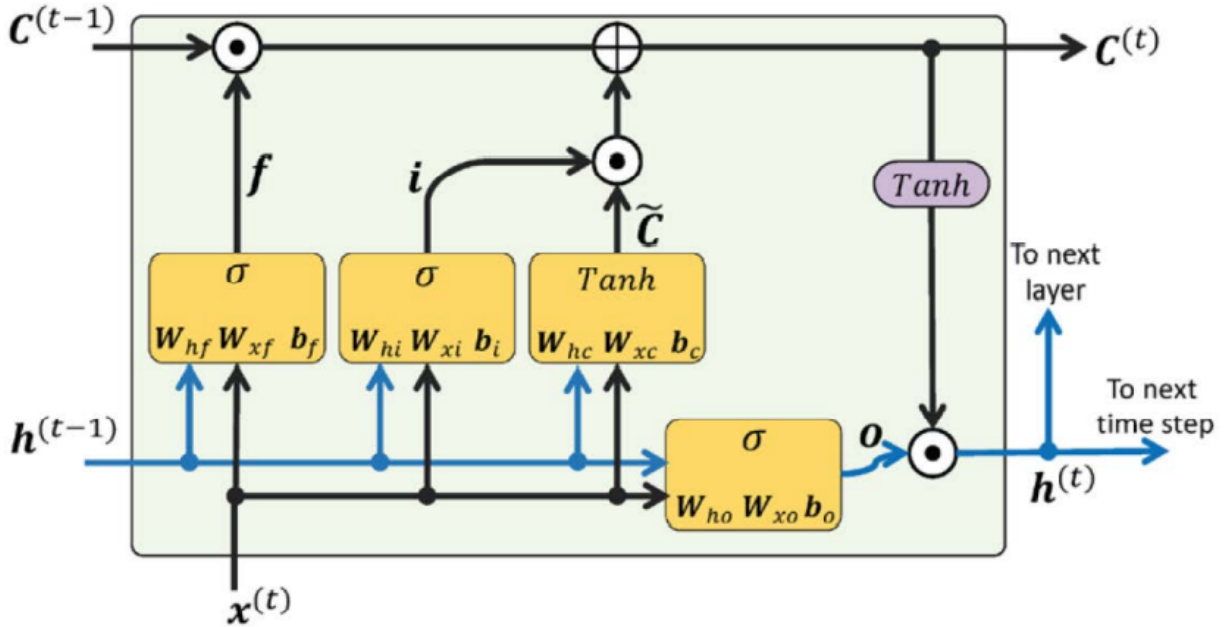 C^(t−1)
C^(t)
f
i
C̃
Tanh
To next
layer
σ
W_hf W_xf b_f
σ
W_hi W_xi b_i
Tanh
W_hc W_xc b_c
To next
time step
h^(t−1)
σ
W_ho W_xo b_o
o
h^(t)
x^(t)